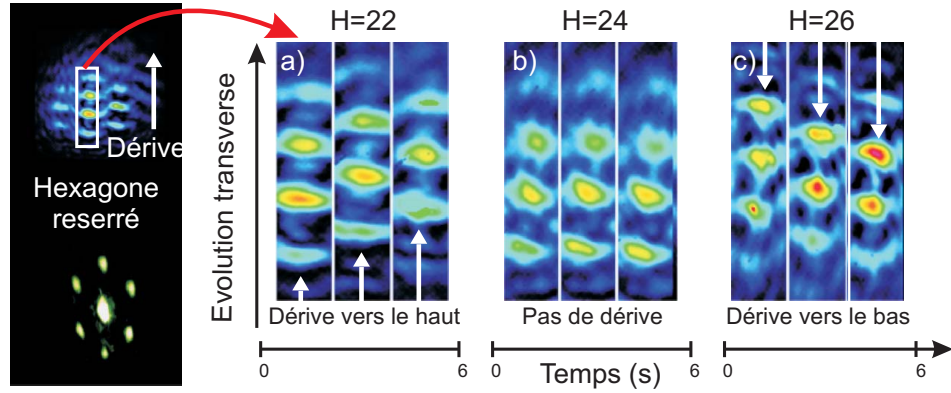 H=22
H=24
H=26
a)
b)
c)
Dérive
Hexagone
reserré
Evolution transverse
Dérive vers le haut
Pas de dérive
Dérive vers le bas
0
6
0
6
0
6
Temps (s)